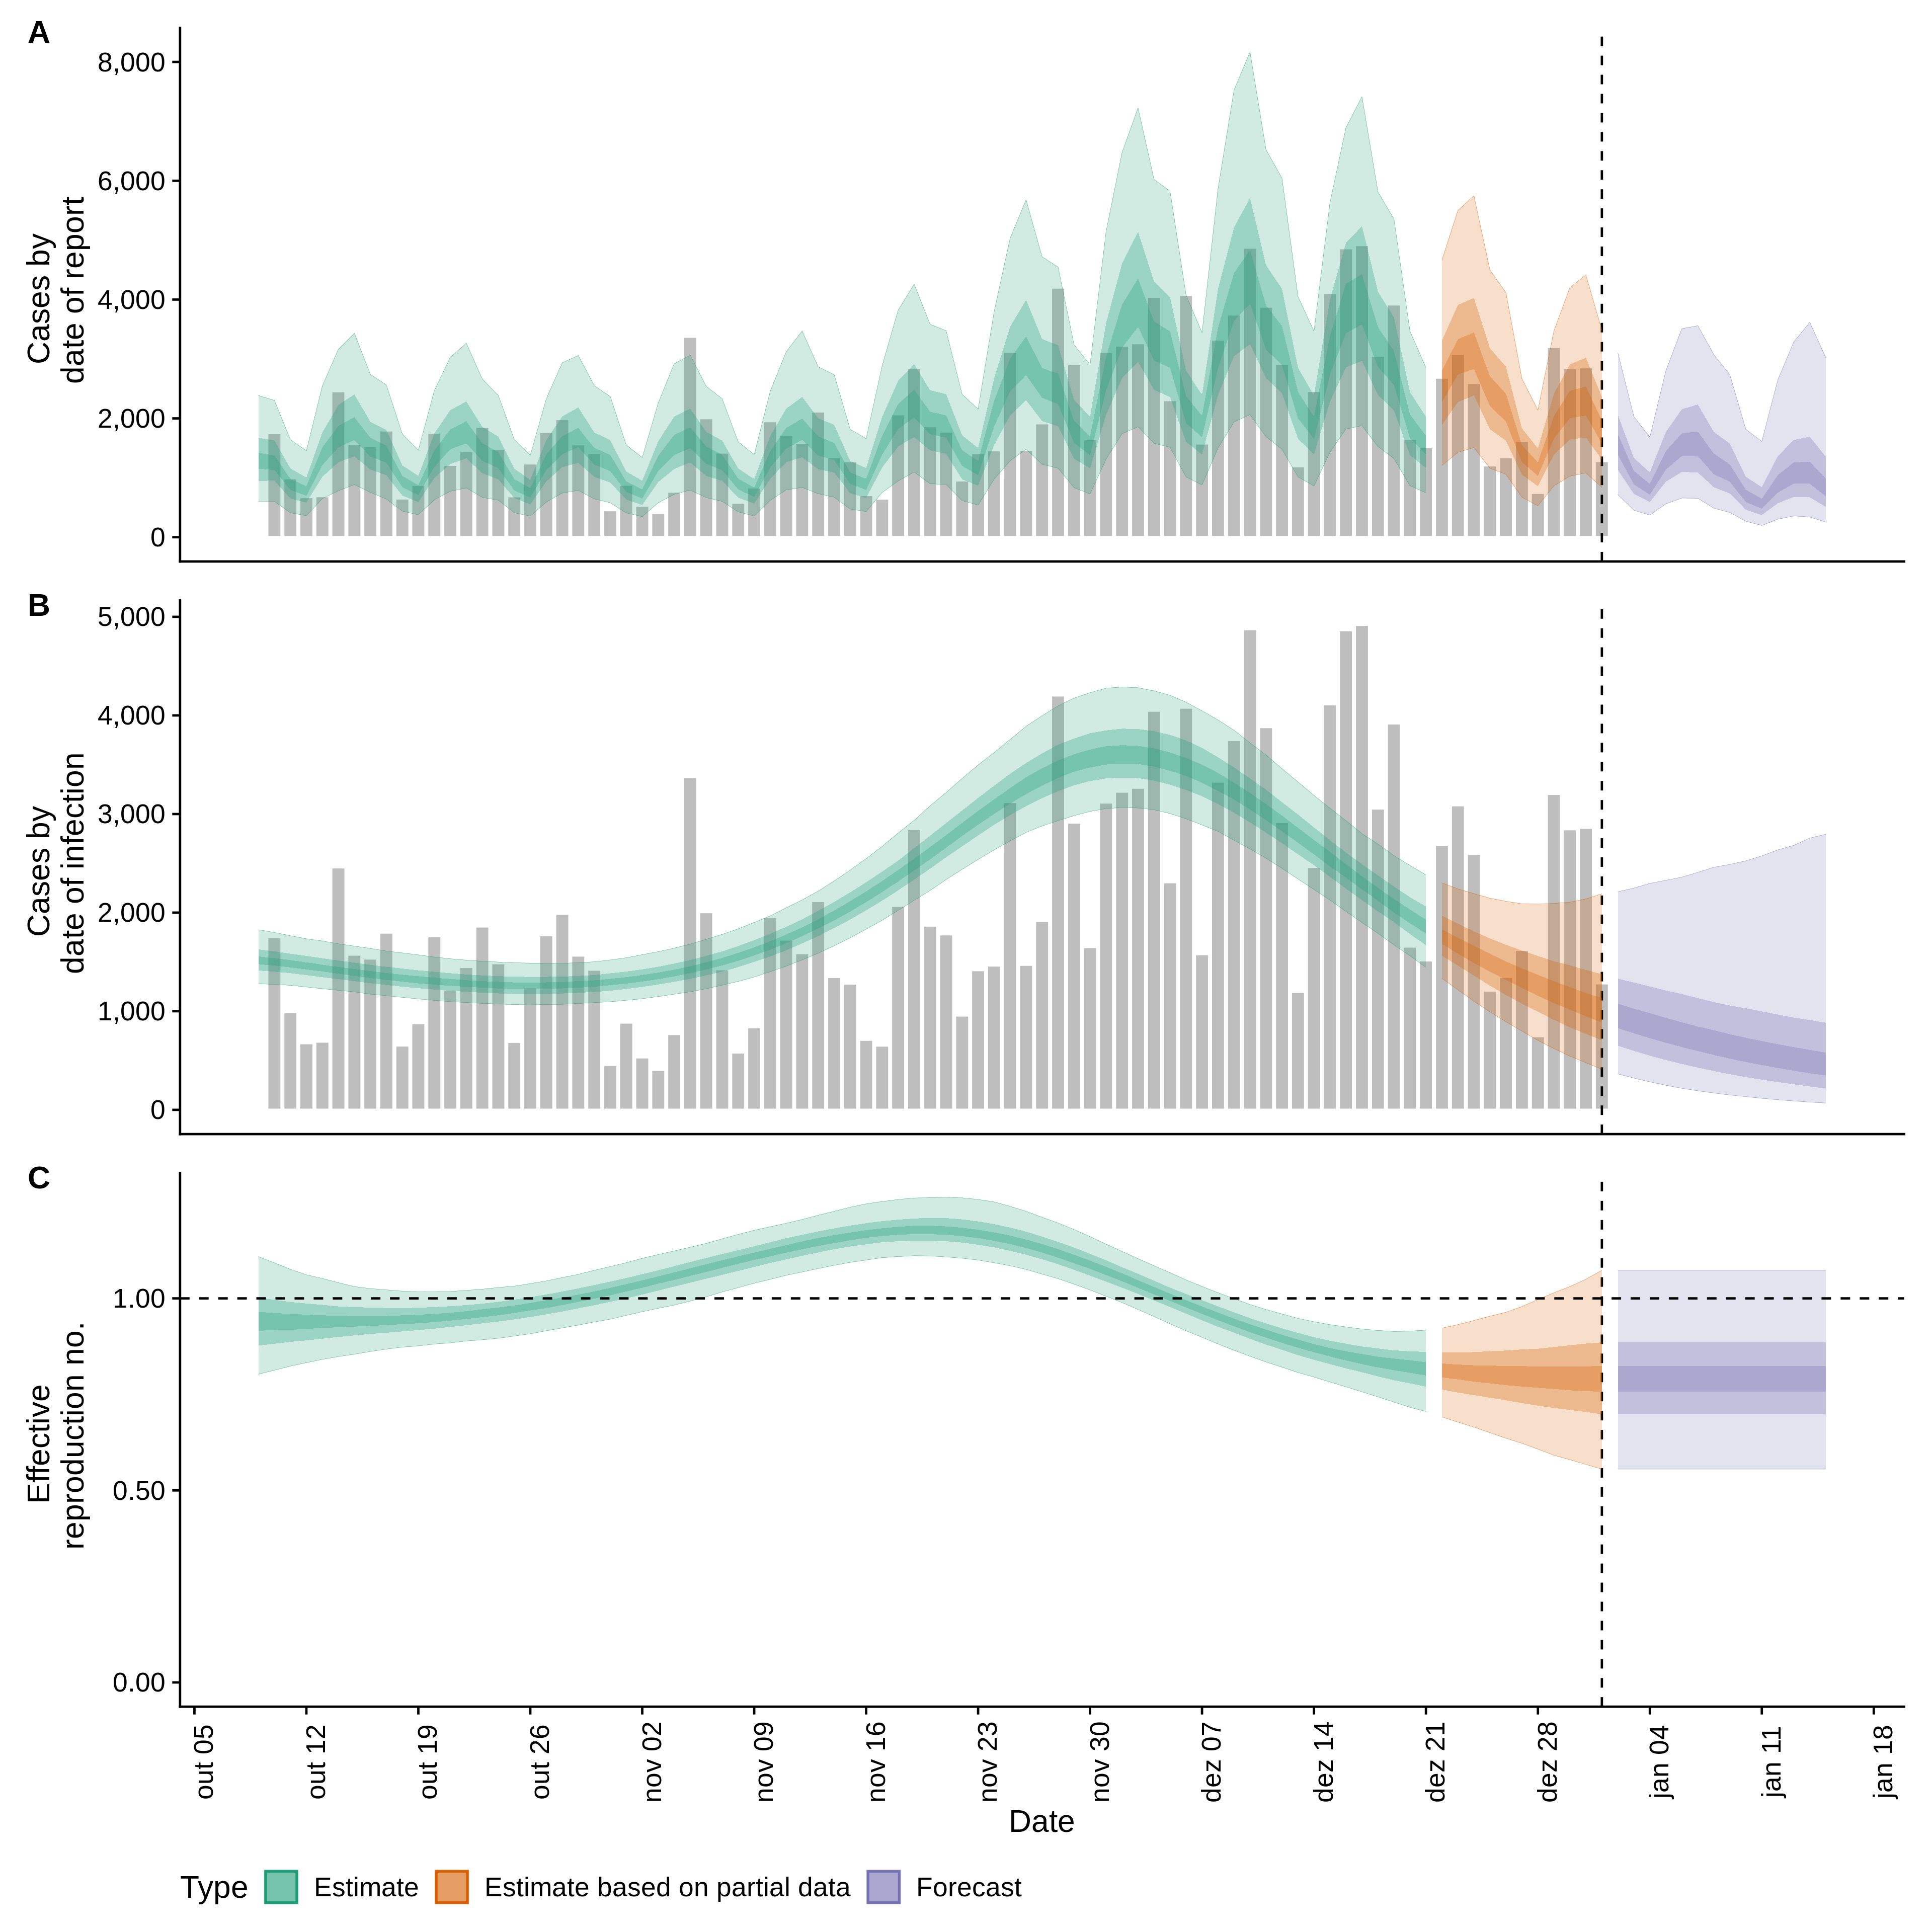 A
8,000
6,000
4,000
2,000
0
Cases by
date of report
B
5,000
4,000
3,000
2,000
1,000
0
Cases by
date of infection
C
1.00
0.50
0.00
Effective
reproduction no.
out 05
out 12
out 19
out 26
nov 02
nov 09
nov 16
nov 23
nov 30
dez 07
dez 14
dez 21
dez 28
jan 04
jan 11
jan 18
Date
Type Estimate Estimate based on partial data Forecast